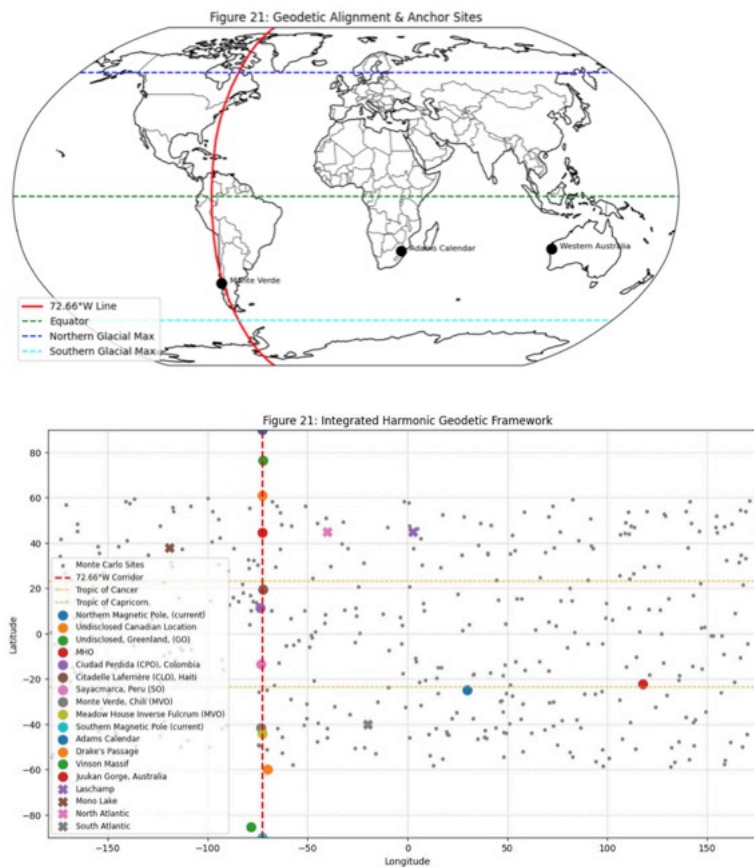 Figure 21: Geodetic Alignment & Anchor Sites
Adams Calendar
Western Australia
Monte Verde
72.66°W Line
Equator
Northern Glacial Max
Southern Glacial Max
Figure 21: Integrated Harmonic Geodetic Framework
80
60
40
20
0
−20
−40
−60
−80
Latitude
Monte Carlo Sites
72.66°W Corridor
Tropic of Cancer
Tropic of Capricorn.
Northern Magnetic Pole, (current)
Undisclosed Canadian Location
Undisclosed, Greenland, (GO)
MHO
Ciudad Perdida (CPO), Colombia
Citadelle Laferrière (CLO), Haiti
Sayacmarca, Peru (SO)
Monte Verde, Chili (MVO)
Meadow House Inverse Fulcrum (MVO)
Southern Magnetic Pole (current)
Adams Calendar
Drake's Passage
Vinson Massif
Juukan Gorge, Australia
Laschamp
Mono Lake
North Atlantic
South Atlantic
−150 −100 −50 0 50 100 150
Longitude